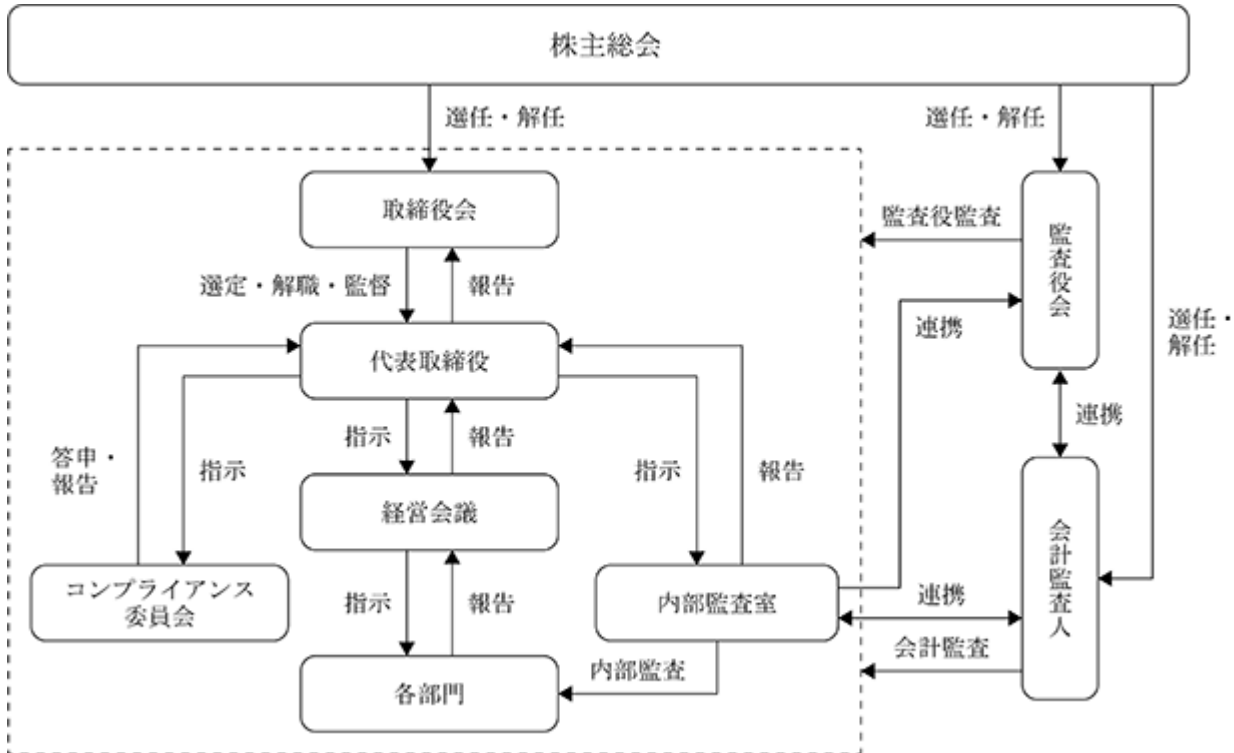 株主総会
選任・解任
選任・解任
取締役会
監査役監査
監査役会
選定・解職・監督
報告
連携
選任・
解任
代表取締役
連携
指示
報告
答申・
報告
指示
指示
報告
経営会議
会計監査人
コンプライアンス
委員会
指示
報告
内部監査室
連携
会計監査
内部監査
各部門